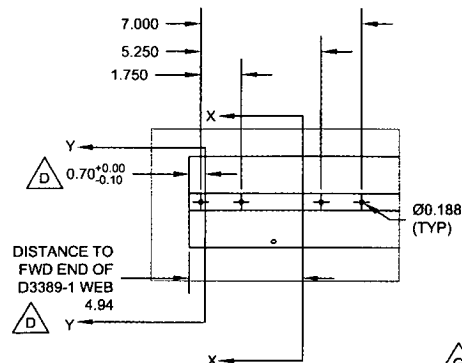 7.000
5.250
1.750
X
Y
D
0.70 +0.00 -0.10
Ø0.188
(TYP)
DISTANCE TO
FWD END OF
D3389-1 WEB
4.94
D
Y
X